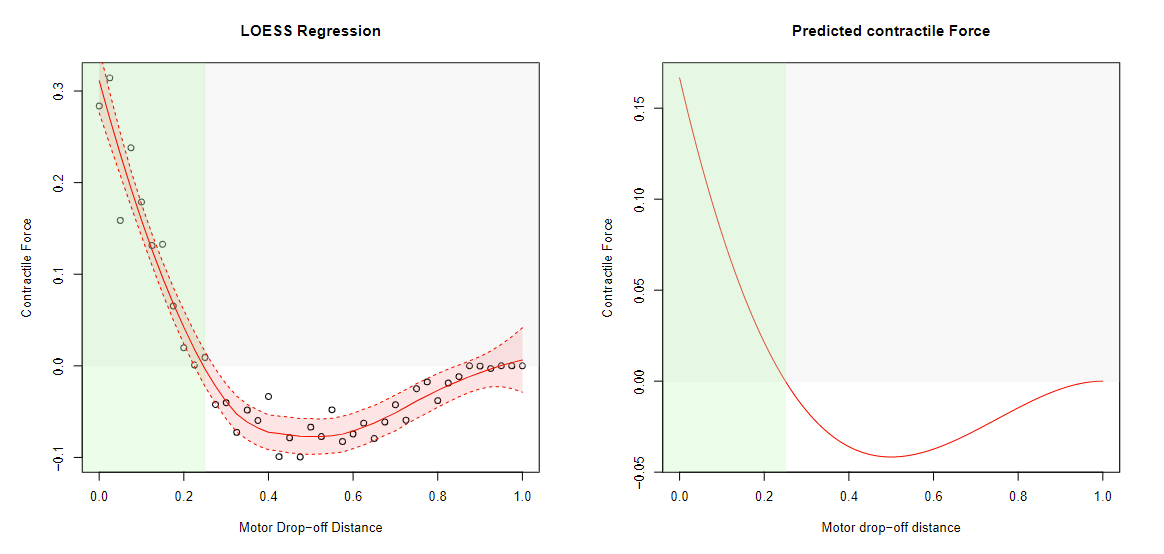 LOESS Regression
Contractile Force
0.3
0.2
0.1
0.0
−0.1
0.0 0.2 0.4 0.6 0.8 1.0
Motor Drop−off Distance
Predicted contractile Force
Contractile Force
0.15
0.10
0.05
0.00
−0.05
0.0 0.2 0.4 0.6 0.8 1.0
Motor drop−off distance